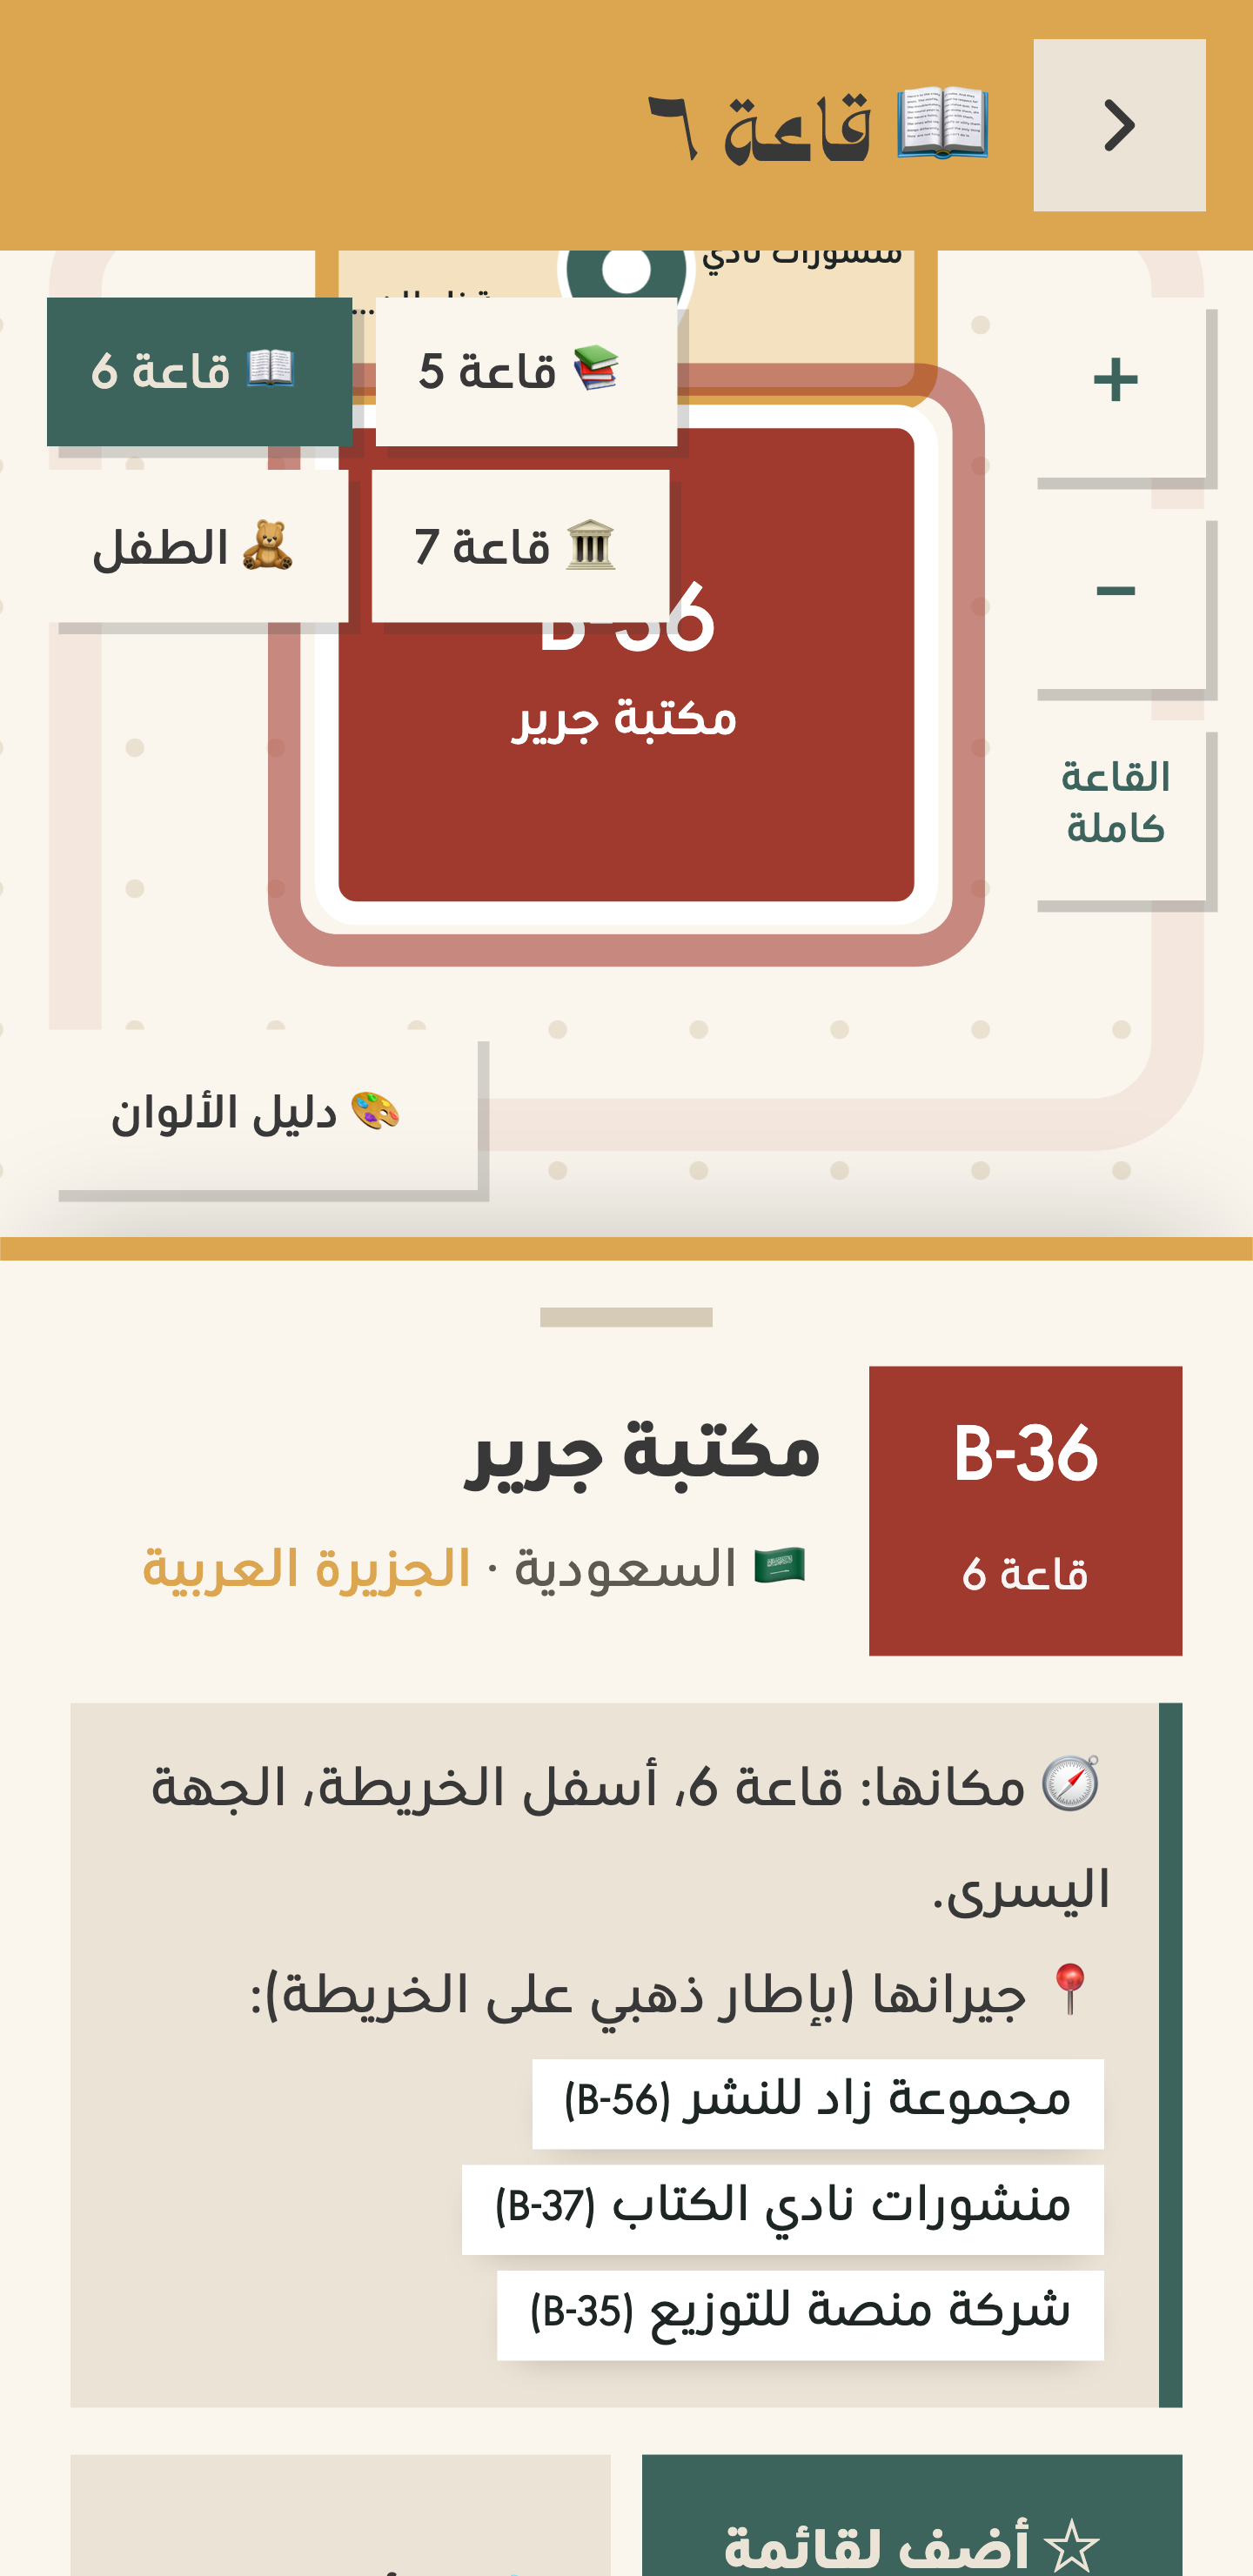 📖 قاعة ٦
منشورات نادي
+
📚 قاعة 5
📖 قاعة 6
−
🏛️ قاعة 7
🧸 الطفل
B-36
مكتبة جرير
القاعة
كاملة
🎨 دليل الألوان
B-36
قاعة 6
مكتبة جرير
🇸🇦 السعودية · الجزيرة العربية
🧭 مكانها: قاعة 6، أسفل الخريطة، الجهة
اليسرى.
📍 جيرانها (بإطار ذهبي على الخريطة):
مجموعة زاد للنشر (B-56)
منشورات نادي الكتاب (B-37)
شركة منصة للتوزيع (B-35)
☆ أضف لقائمة